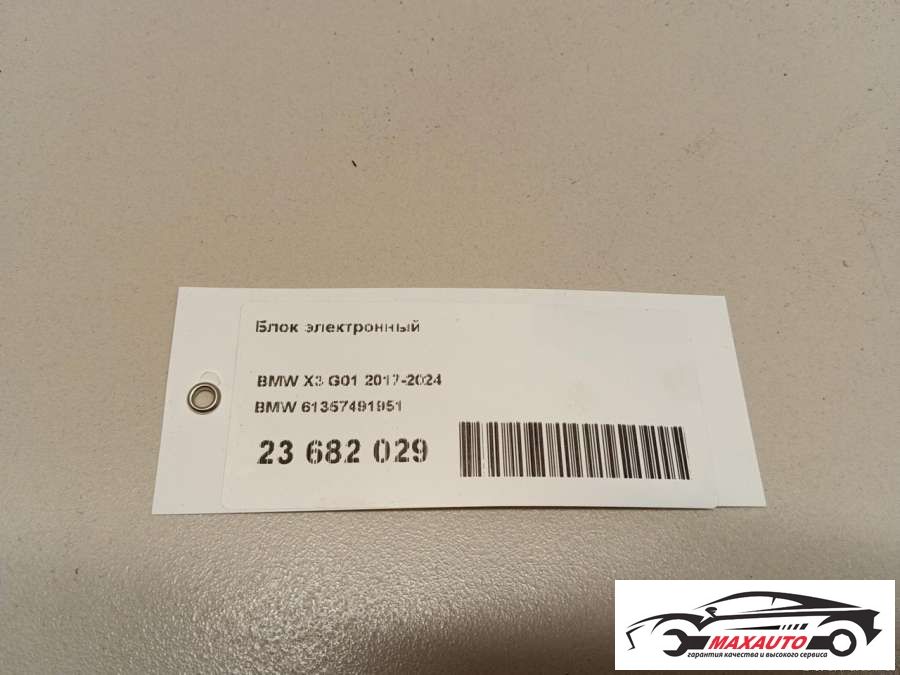 Блок электронный
BMW X3 G01 2017-2024
BMW 61357491951
23 682 029
MAXAUTO
гарантия качества и высокого сервиса